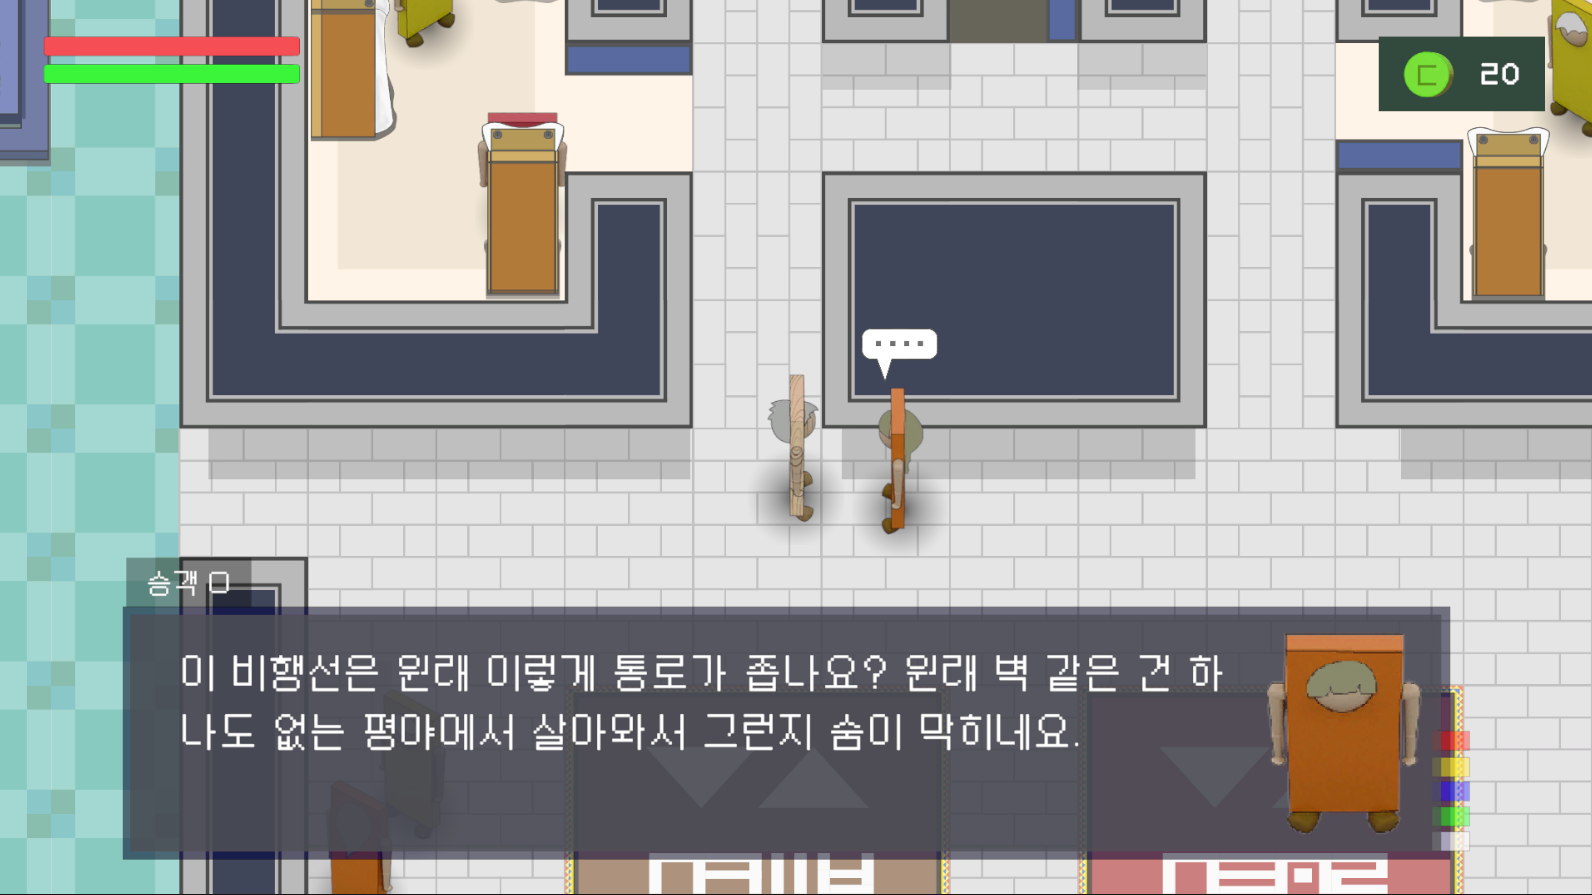 20
승객 ㅁ
이 비행선은 원래 이렇게 통로가 좁나요? 원래 벽 같은 건 하
나도 없는 평야에서 살아와서 그런지 숨이 막히네요.